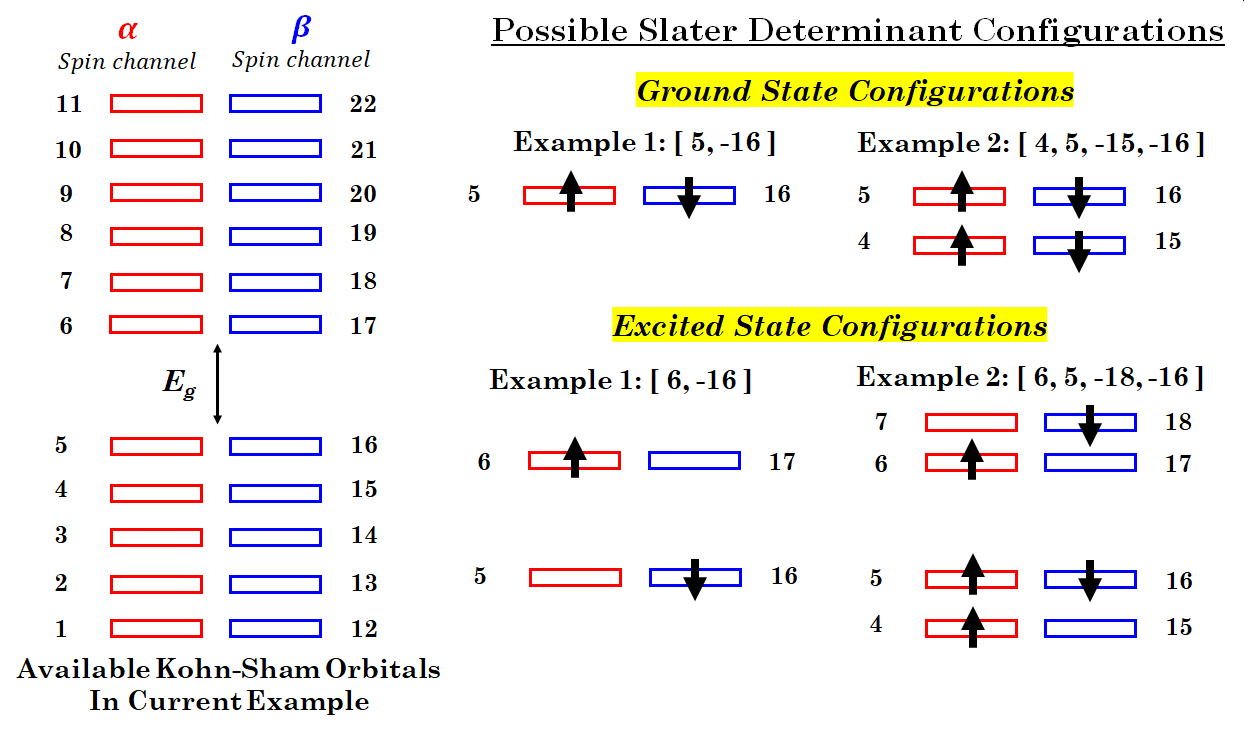 α
β
Spin channel
Spin channel
11 22
10 21
9 20
8 19
7 18
6 17
E_g
5 16
4 15
3 14
2 13
1 12
Available Kohn-Sham Orbitals
In Current Example
Possible Slater Determinant Configurations
Ground State Configurations
Example 1: [ 5, -16 ]
5 16
Example 2: [ 4, 5, -15, -16 ]
5 16
4 15
Excited State Configurations
Example 1: [ 6, -16 ]
6 17
5 16
Example 2: [ 6, 5, -18, -16 ]
7 18
6 17
5 16
4 15